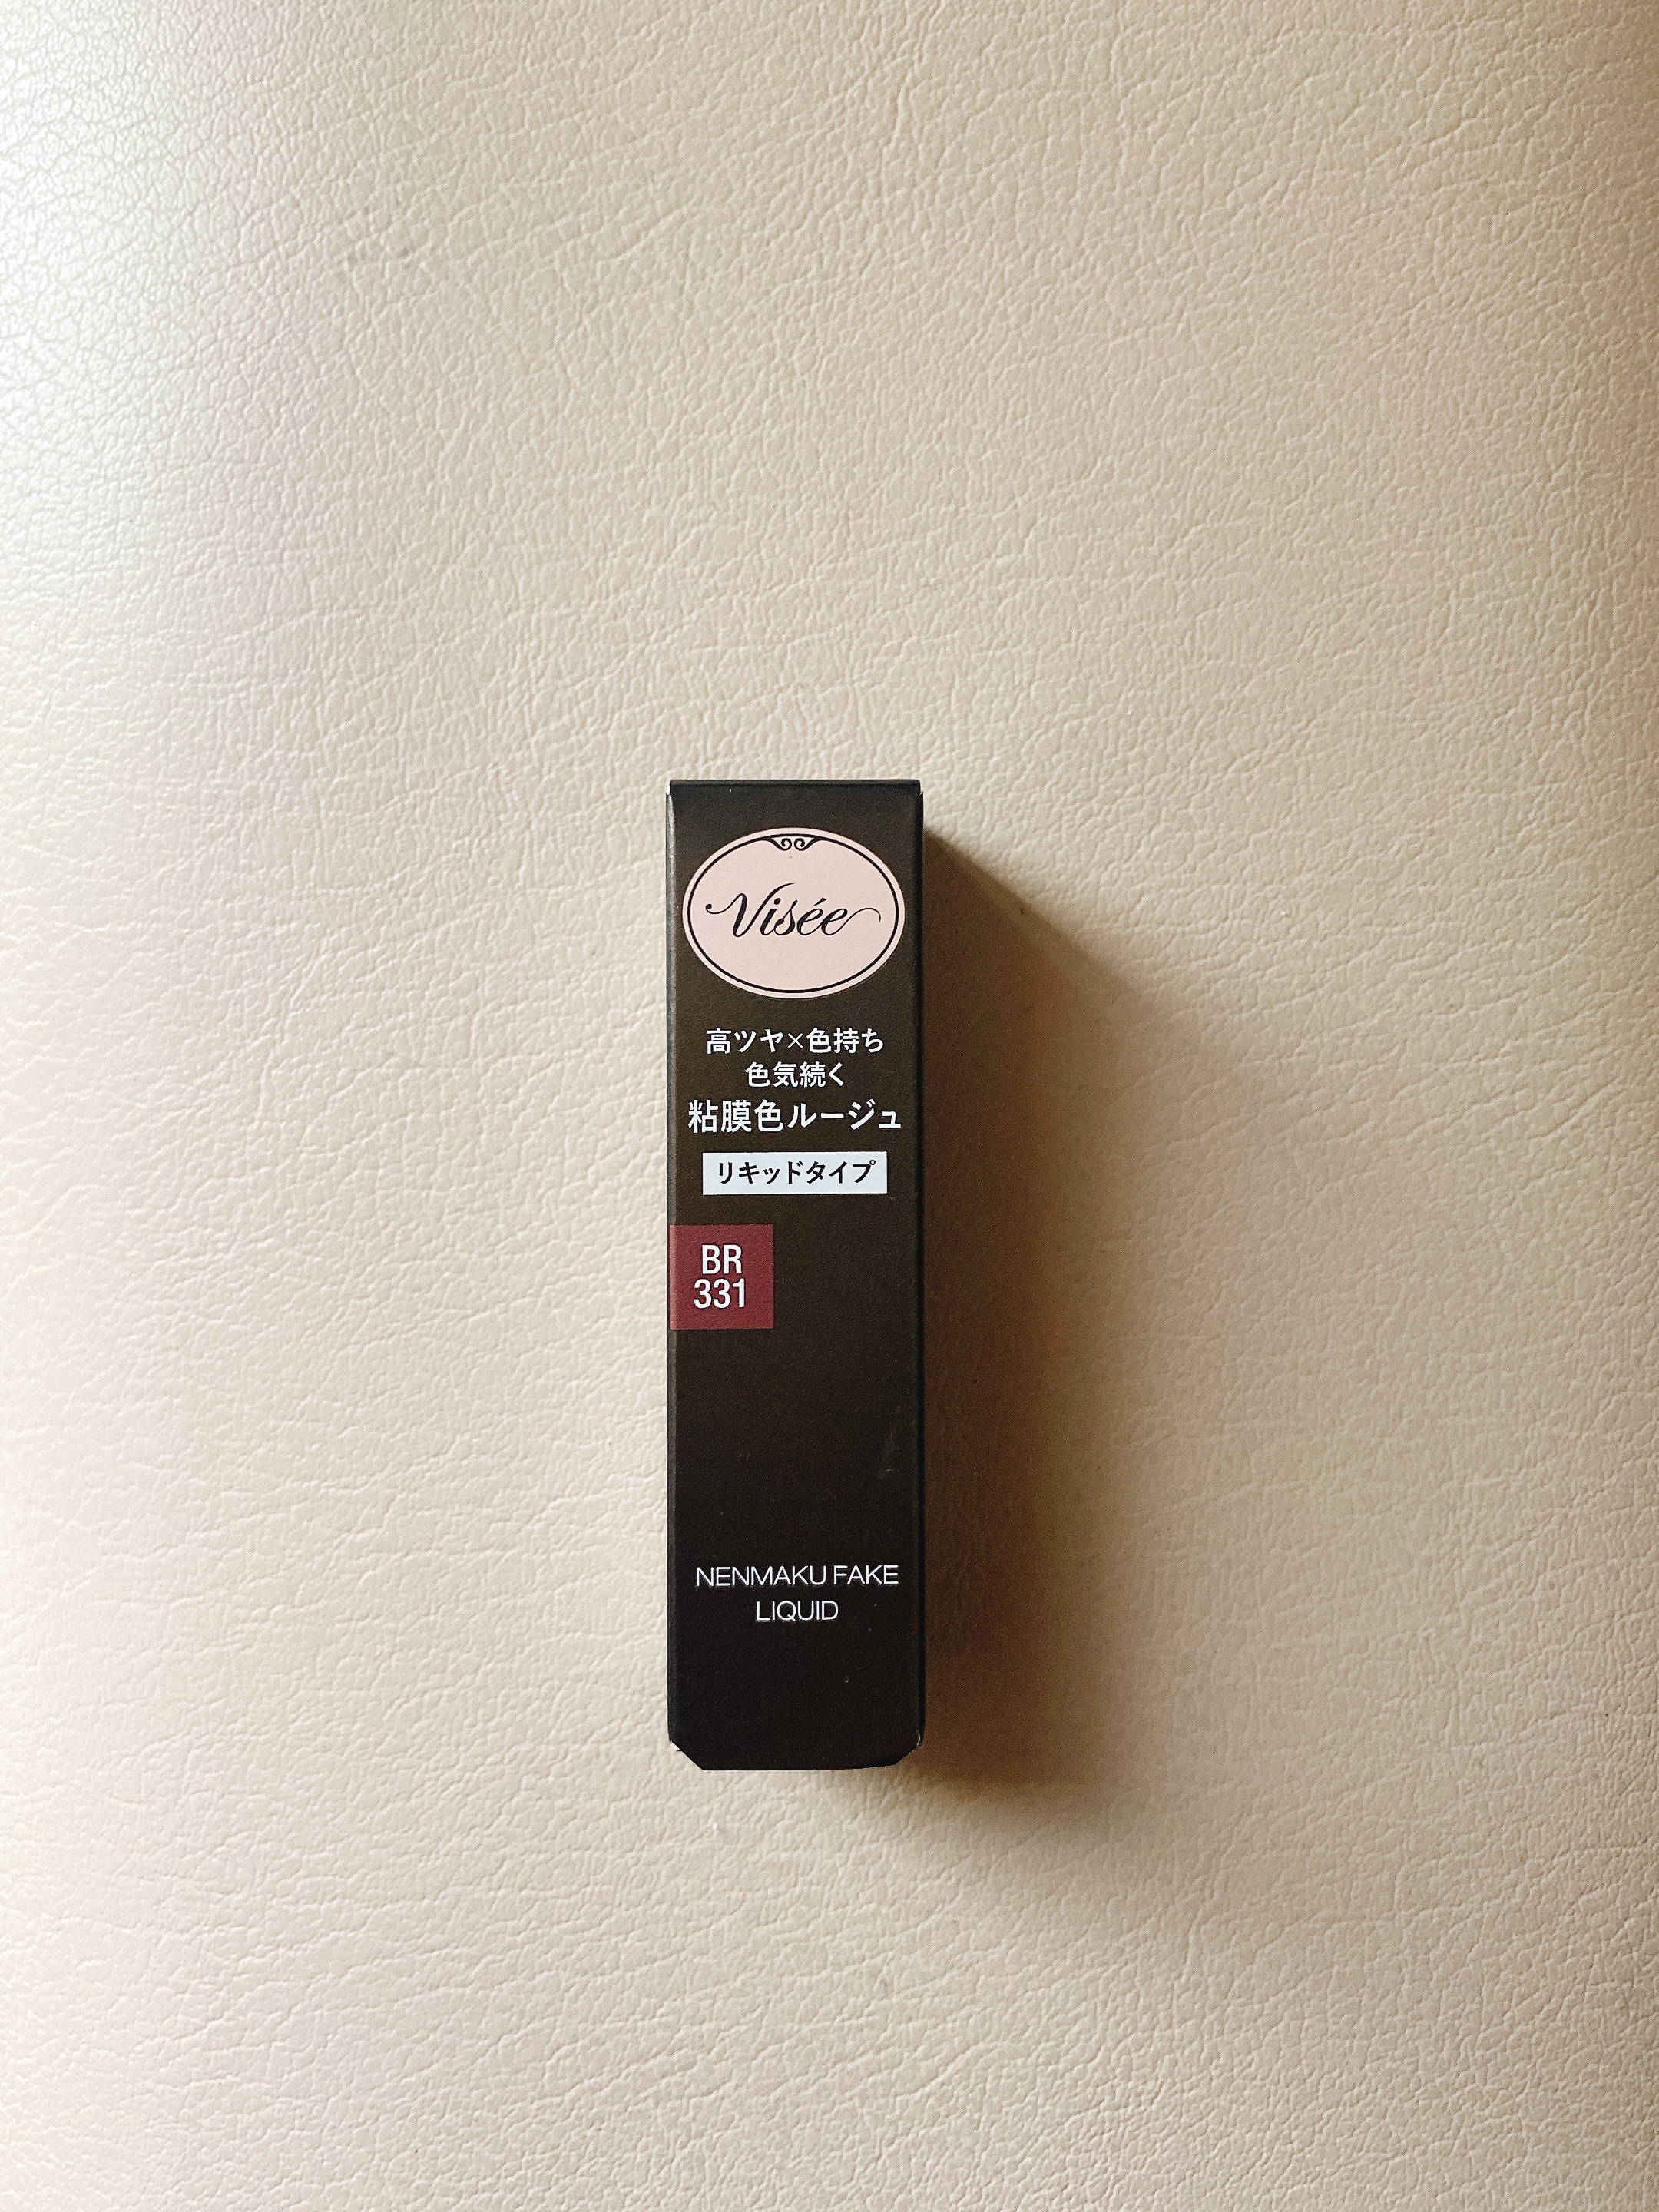 Visée
高ツヤ×色持ち
色気続く
粘膜色ルージュ
リキッドタイプ
BR
331
NENMAKU FAKE
LIQUID